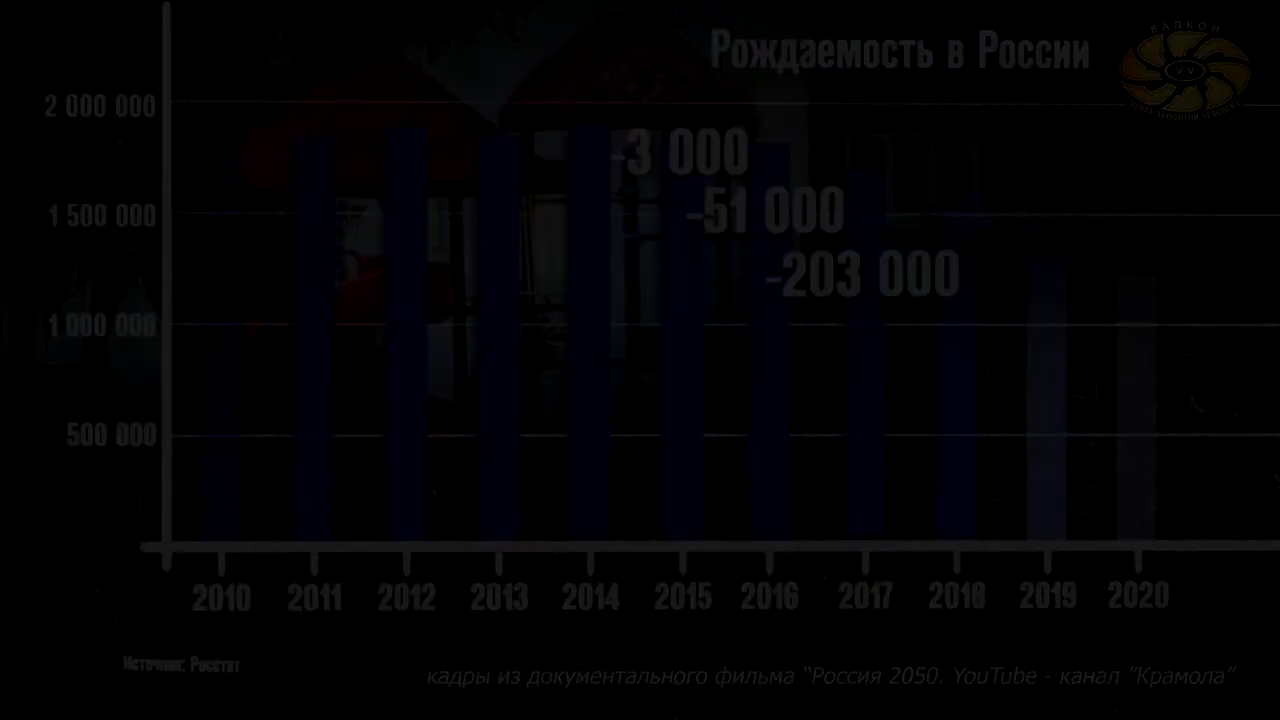 ВАЛКОН
Рождаемость в России
2 000 000
-3 000
1 500 000
-51 000
-203 000
1 000 000
500 000
2010 2011 2012 2013 2014 2015 2016 2017 2018 2019 2020
Источник: Росстат
кадры из документального фильма "Россия 2050. YouTube - канал "Крамола"